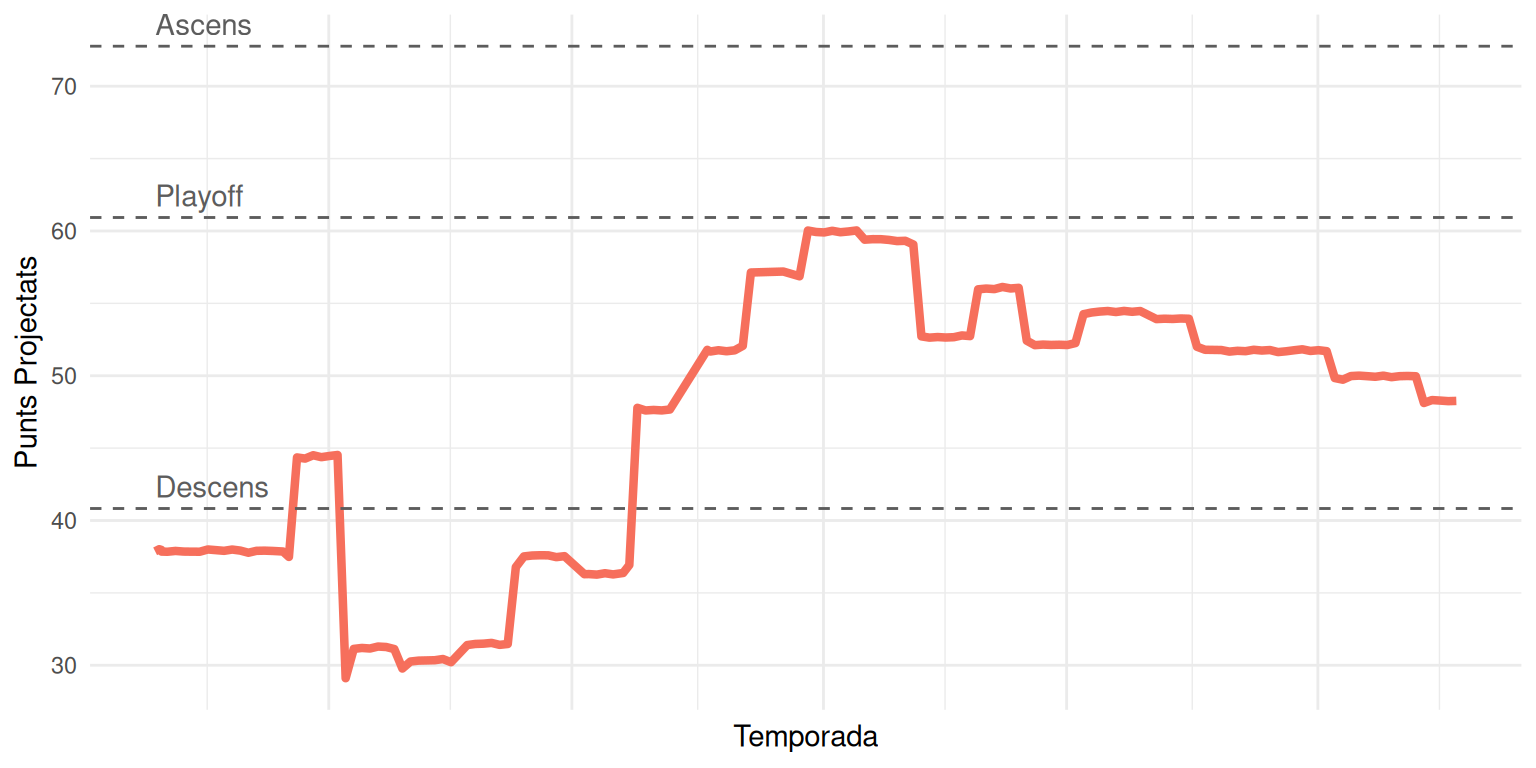 Ascens
70
Playoff
60
Punts Projectats
50
Descens
40
30
Temporada